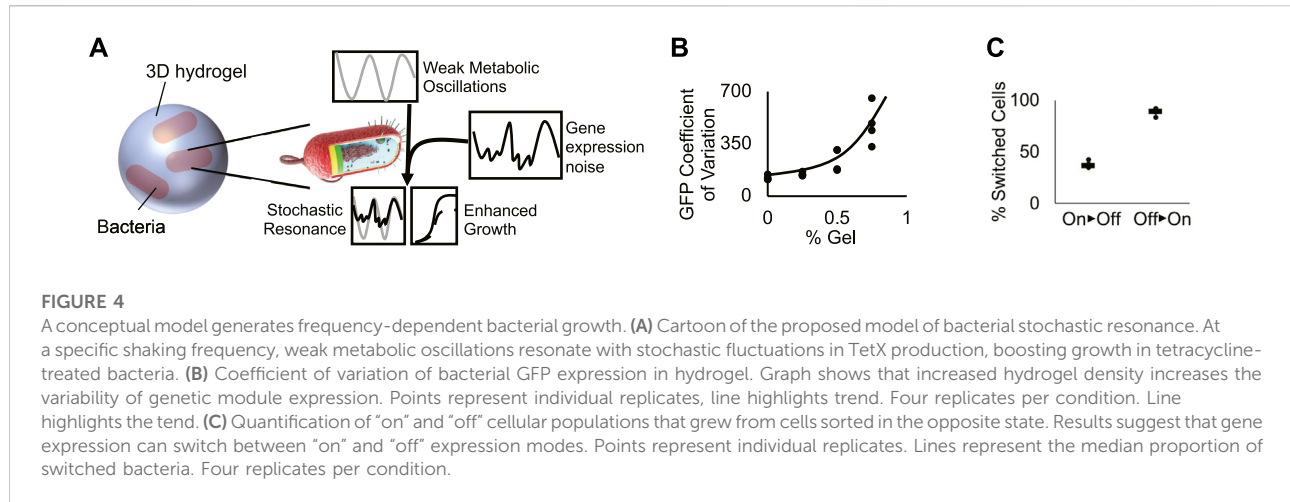 A
3D hydrogel
Bacteria
Weak Metabolic
Oscillations
Gene
expression
noise
Stochastic
Resonance
Enhanced
Growth
B
GFP Coefficient
of Variation
700
350
0
0
0.5
1
% Gel
C
% Switched Cells
100
50
0
On▸Off
Off▸On
FIGURE 4
A conceptual model generates frequency-dependent bacterial growth. (A) Cartoon of the proposed model of bacterial stochastic resonance. At
a specific shaking frequency, weak metabolic oscillations resonate with stochastic fluctuations in TetX production, boosting growth in tetracycline-
treated bacteria. (B) Coefficient of variation of bacterial GFP expression in hydrogel. Graph shows that increased hydrogel density increases the
variability of genetic module expression. Points represent individual replicates, line highlights trend. Four replicates per condition. Line
highlights the tend. (C) Quantification of “on” and “off” cellular populations that grew from cells sorted in the opposite state. Results suggest that gene
expression can switch between “on” and “off” expression modes. Points represent individual replicates. Lines represent the median proportion of
switched bacteria. Four replicates per condition.